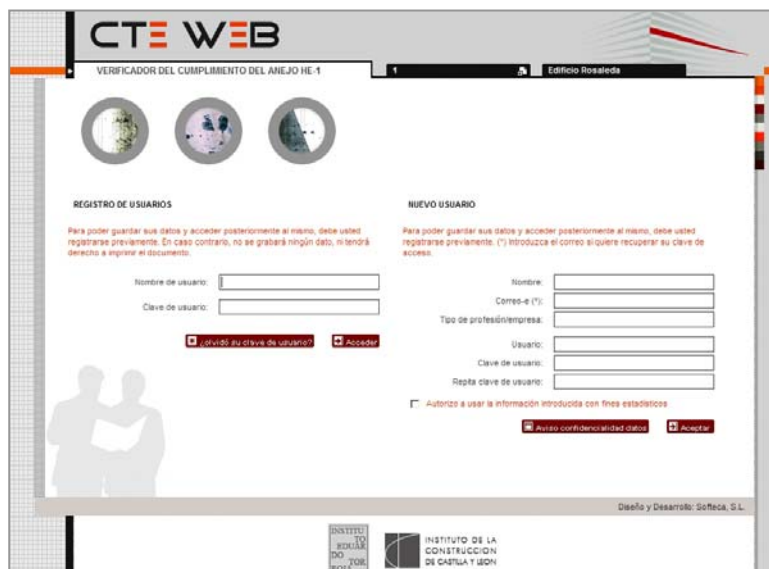 CTE WEB
VERIFICADOR DEL CUMPLIMIENTO DEL ANEJO HE-1
1
Edificio Rosaleda
REGISTRO DE USUARIOS
Para poder guardar sus datos y acceder posteriormente al mismo, debe usted
registrarse previamente. En caso contrario, no se grabará ningún dato, ni tendrá
derecho a imprimir el documento.
Nombre de usuario:
Clave de usuario:
¿olvidó su clave de usuario?
Acceder
NUEVO USUARIO
Para poder guardar sus datos y acceder posteriormente al mismo, debe usted
registrarse previamente. (*) Introduzca el correo si quiere recuperar su clave de
acceso.
Nombre:
Correo-e (*):
Tipo de profesión/empresa:
Usuario:
Clave de usuario:
Repita clave de usuario:
Autorizo a usar la información introducida con fines estadísticos
Aviso confidencialidad datos
Aceptar
Diseño y Desarrollo: Softeca, S.L.
INSTITU
TO
EDUAR
DO
TOR
ROJA
INSTITUTO DE LA
CONSTRUCCION
DE CASTILLA Y LEON